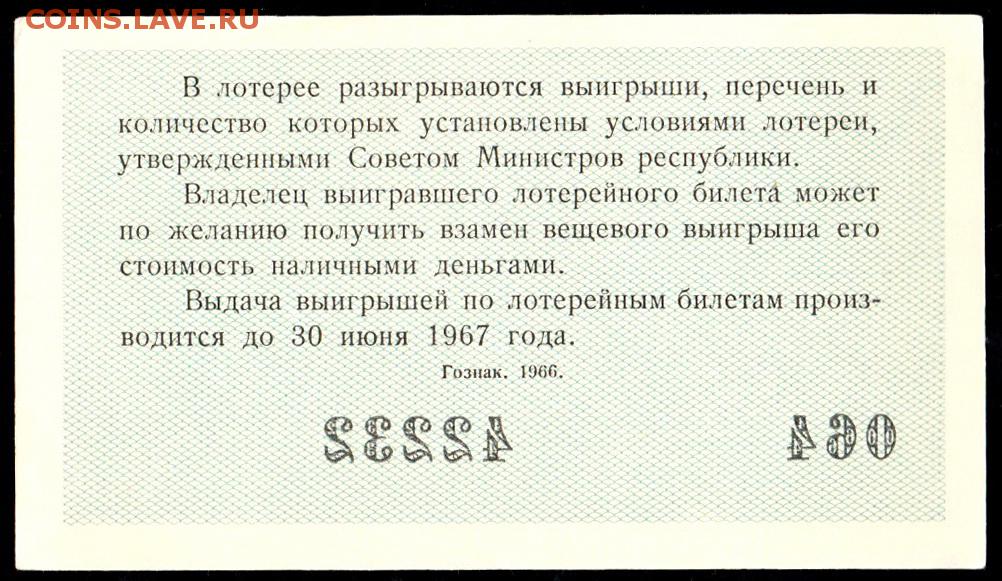 COINS.LAVE.RU
В лотерее разыгрываются выигрыши, перечень и
количество которых установлены условиями лотереи,
утвержденными Советом Министров республики.
Владелец выигравшего лотерейного билета может
по желанию получить взамен вещевого выигрыша его
стоимость наличными деньгами.
Выдача выигрышей по лотерейным билетам произ-
водится до 30 июня 1967 года.
Гознак. 1966.
42232 064